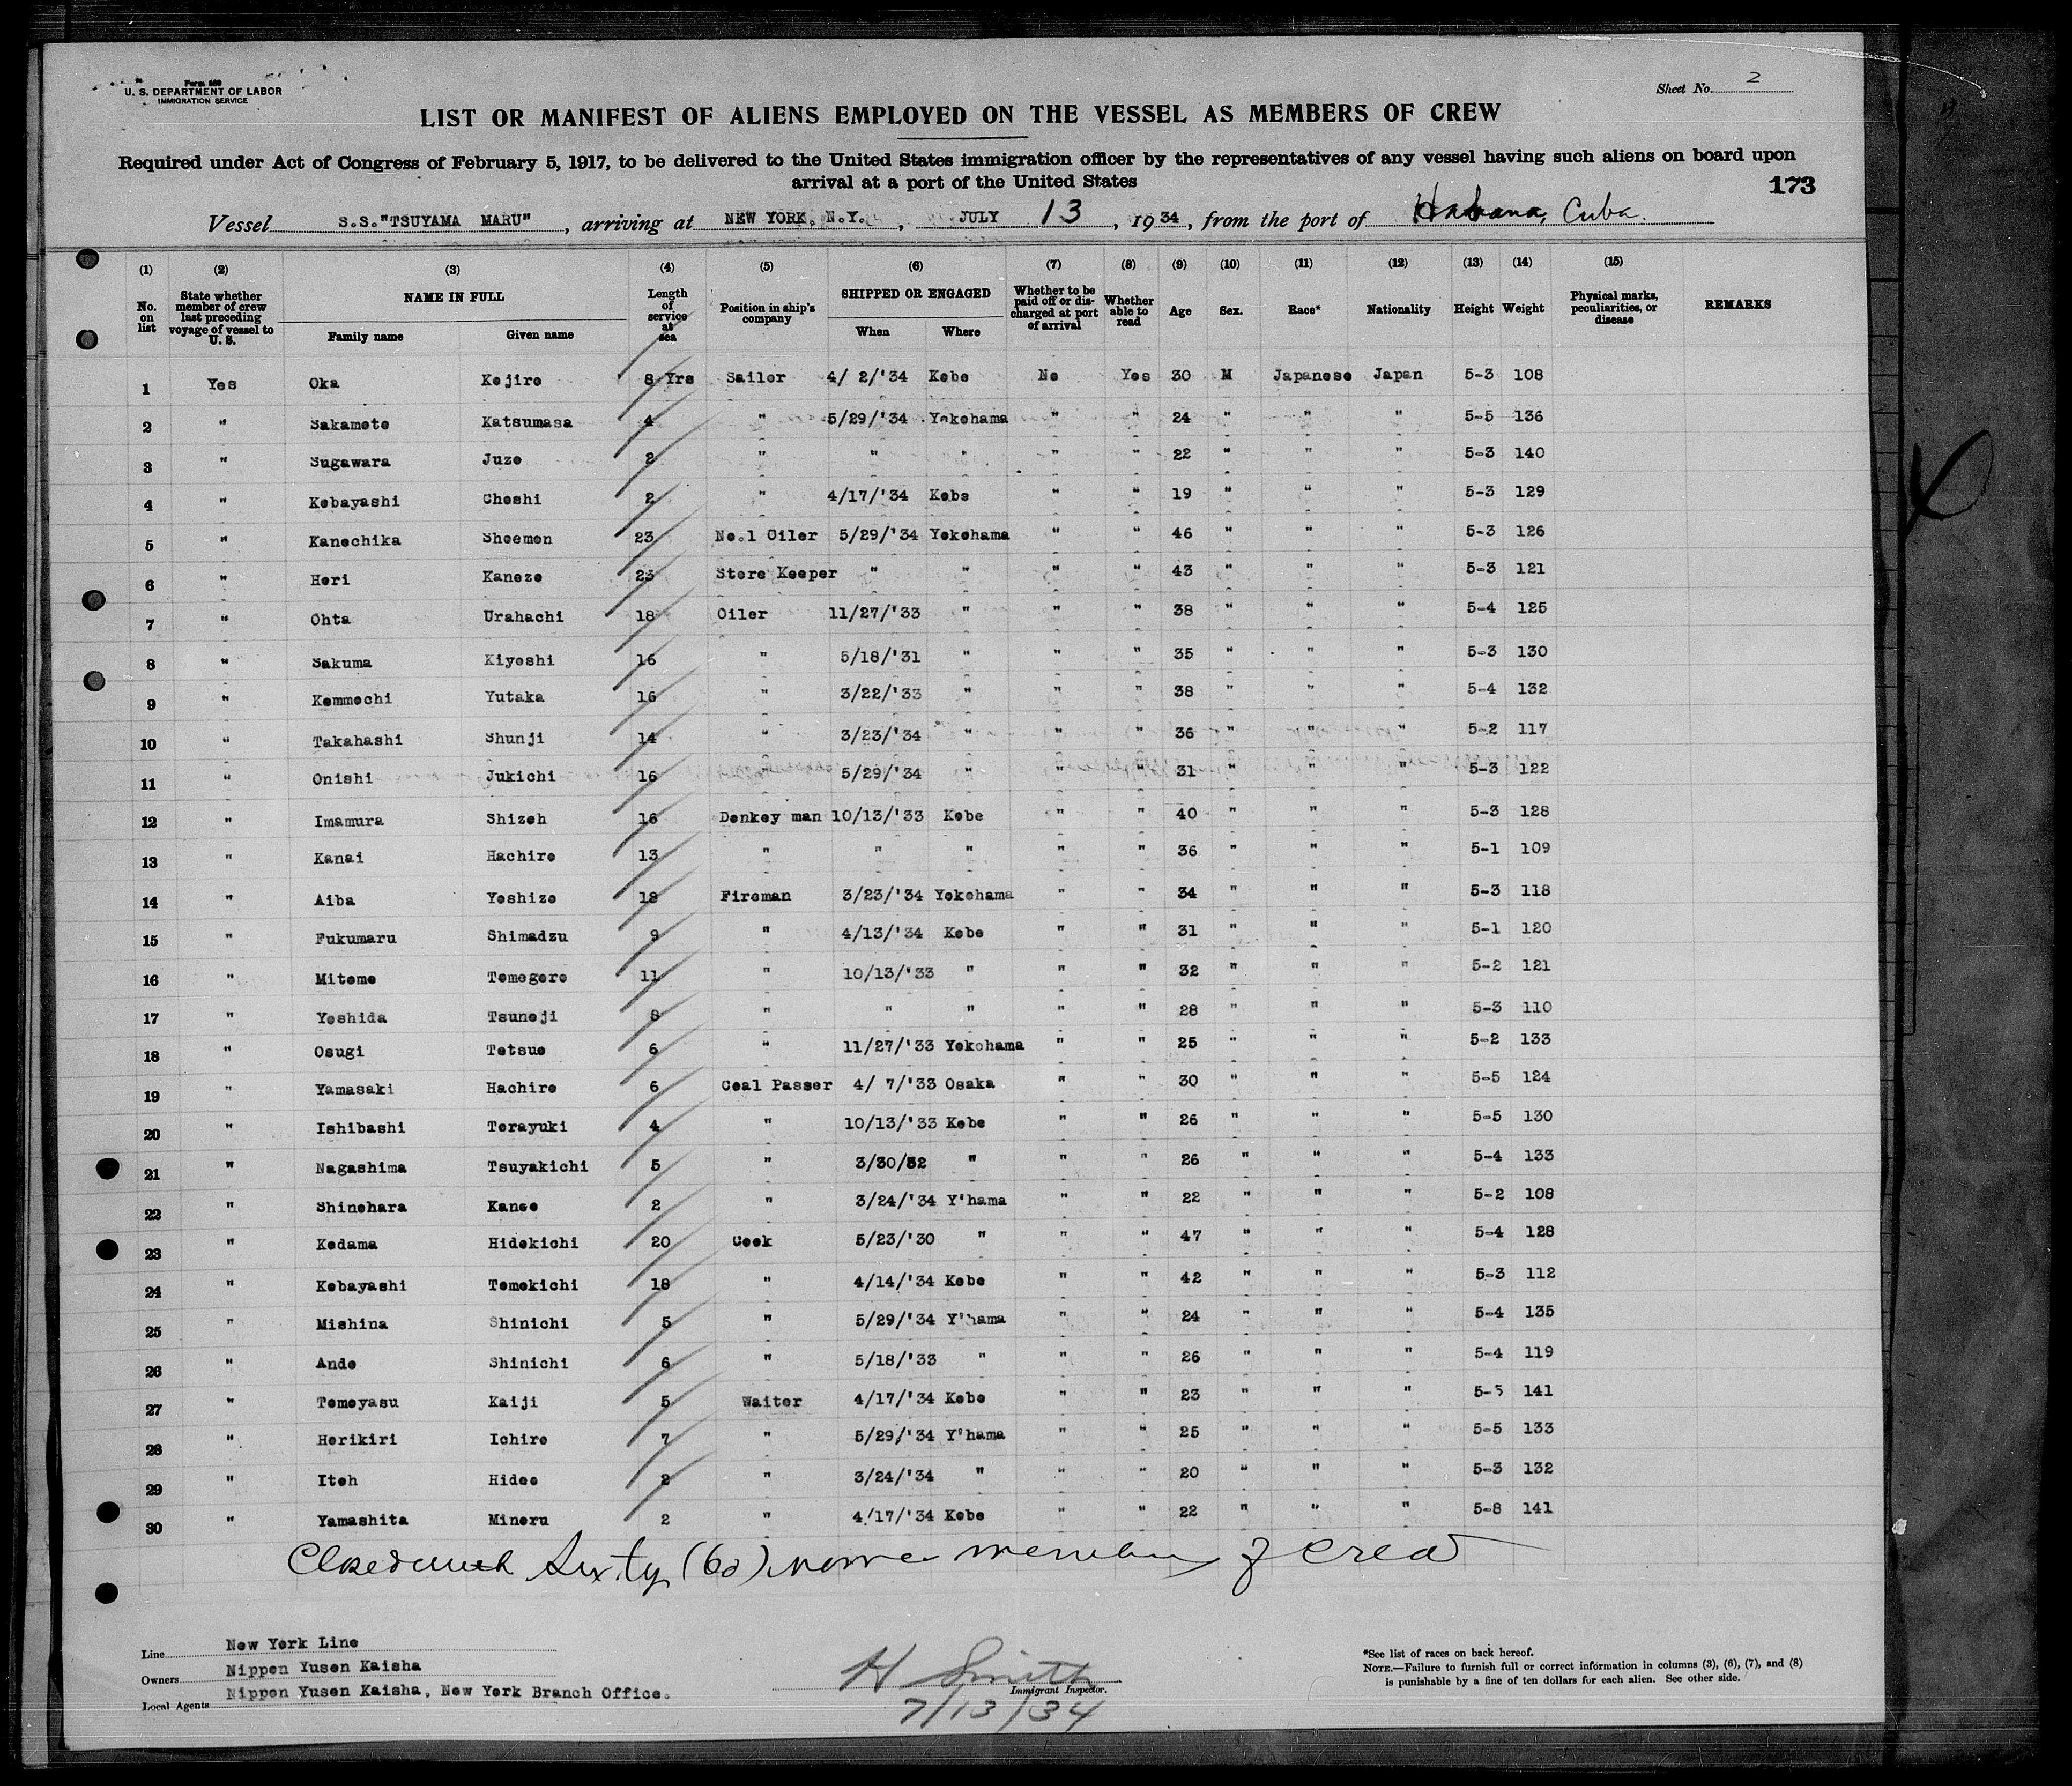 Form 680
U. S. DEPARTMENT OF LABOR
IMMIGRATION SERVICE
Sheet No. 2
LIST OR MANIFEST OF ALIENS EMPLOYED ON THE VESSEL AS MEMBERS OF CREW
Required under Act of Congress of February 5, 1917, to be delivered to the United States immigration officer by the representatives of any vessel having such aliens on board upon
arrival at a port of the United States
173
Vessel S.S."TSUYAMA MARU", arriving at NEW YORK, N.Y., JULY 13, 1934, from the port of Habana, Cuba.
(1) (2) (3) (4) (5) (6) (7) (8) (9) (10) (11) (12) (13) (14) (15)
No. on list State whether member of crew last preceding voyage of vessel to U. S. NAME IN FULL Family name Given name Length of service at sea Position in ship's company SHIPPED OR ENGAGED When Where Whether to be paid off or discharged at port of arrival Whether able to read Age Sex. Race* Nationality Height Weight Physical marks, peculiarities, or disease REMARKS
1 Yes Oka Kojiro 8 Yrs Sailor 4/ 2/'34 Kobe No Yes 30 M Japanese Japan 5-3 108
2 " Sakamoto Katsumasa 4 " 5/29/'34 Yokohama " " 24 " " " 5-5 136
3 " Sugawara Juzo 2 " " " " " 22 " " " 5-3 140
4 " Kobayashi Choshi 2 " 4/17/'34 Kobe " " 19 " " " 5-3 129
5 " Kanochika Shoemon 23 No.1 Oiler 5/29/'34 Yokohama " " 46 " " " 5-3 126
6 " Hori Kanezo 23 Store Keeper " " " " 43 " " " 5-3 121
7 " Ohta Urahachi 18 Oiler 11/27/'33 " " " 38 " " " 5-4 125
8 " Sakuma Kiyoshi 16 " 5/18/'31 " " " 35 " " " 5-3 130
9 " Kommochi Yutaka 16 " 3/22/'33 " " " 38 " " " 5-4 132
10 " Takahashi Shunji 14 " 3/23/'34 " " " 36 " " " 5-2 117
11 " Onishi Jukichi 16 " 5/29/'34 " " " 31 " " " 5-3 122
12 " Imamura Shizoh 16 Donkey man 10/13/'33 Kobe " " 40 " " " 5-3 128
13 " Kanai Hachiro 13 " " " " " 36 " " " 5-1 109
14 " Aiba Yoshizo 18 Fireman 3/23/'34 Yokohama " " 34 " " " 5-3 118
15 " Fukumaru Shimadzu 9 " 4/13/'34 Kobe " " 31 " " " 5-1 120
16 " Mitomo Tomegoro 11 " 10/13/'33 " " " 32 " " " 5-2 121
17 " Yoshida Tsuneji 8 " " " " " 28 " " " 5-3 110
18 " Osugi Tetsuo 6 " 11/27/'33 Yokohama " " 25 " " " 5-2 133
19 " Yamasaki Hachiro 6 Coal Passer 4/ 7/'33 Osaka " " 30 " " " 5-5 124
20 " Ishibashi Terayuki 4 " 10/13/'33 Kobe " " 26 " " " 5-5 130
21 " Nagashima Tsuyakichi 5 " 3/30/32 " " " 26 " " " 5-4 133
22 " Shinohara Kaneo 2 " 3/24/'34 Y'hama " " 22 " " " 5-2 108
23 " Kodama Hidekichi 20 Cook 5/23/'30 " " " 47 " " " 5-4 128
24 " Kobayashi Tomekichi 18 " 4/14/'34 Kobe " " 42 " " " 5-3 112
25 " Mishina Shinichi 5 " 5/29/'34 Y'hama " " 24 " " " 5-4 135
26 " Ando Shinichi 6 " 5/18/'33 " " " 26 " " " 5-4 119
27 " Tomoyasu Kaiji 5 Waiter 4/17/'34 Kobe " " 23 " " " 5-5 141
28 " Horikiri Ichiro 7 " 5/29/'34 Y'hama " " 25 " " " 5-5 133
29 " Itoh Hideo 2 " 3/24/'34 " " " 20 " " " 5-3 132
30 " Yamashita Minoru 2 " 4/17/'34 Kobe " " 22 " " " 5-8 141
Closed with Sixty (60) names members of crew
Line New York Line
Owners Nippon Yusen Kaisha
Local Agents Nippon Yusen Kaisha, New York Branch Office.
H Smith
Immigrant Inspector.
7/13/34
*See list of races on back hereof.
NOTE.—Failure to furnish full or correct information in columns (3), (6), (7), and (8)
is punishable by a fine of ten dollars for each alien. See other side.